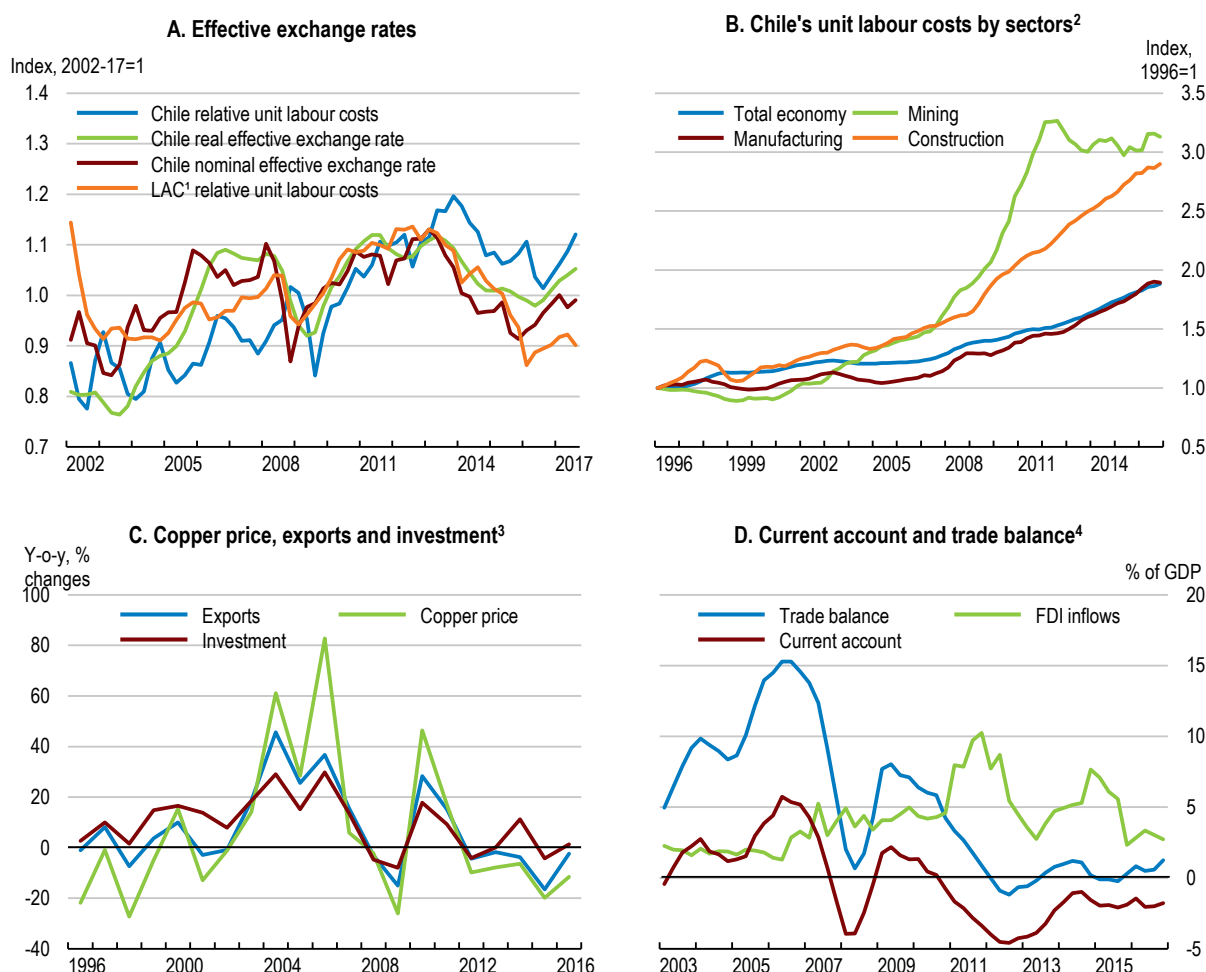 A. Effective exchange rates
Index, 2002-17=1
1.4
1.3
1.2
1.1
1.0
0.9
0.8
0.7
Chile relative unit labour costs
Chile real effective exchange rate
Chile nominal effective exchange rate
LAC¹ relative unit labour costs
2002 2005 2008 2011 2014 2017
B. Chile's unit labour costs by sectors²
Index,
1996=1
3.5
3.0
2.5
2.0
1.5
1.0
0.5
Total economy Mining
Manufacturing Construction
1996 1999 2002 2005 2008 2011 2014
C. Copper price, exports and investment³
Y-o-y, %
changes
100
80
60
40
20
0
-20
-40
Exports Copper price
Investment
1996 2000 2004 2008 2012 2016
D. Current account and trade balance⁴
% of GDP
20
15
10
5
0
-5
Trade balance FDI inflows
Current account
2003 2005 2007 2009 2011 2013 2015